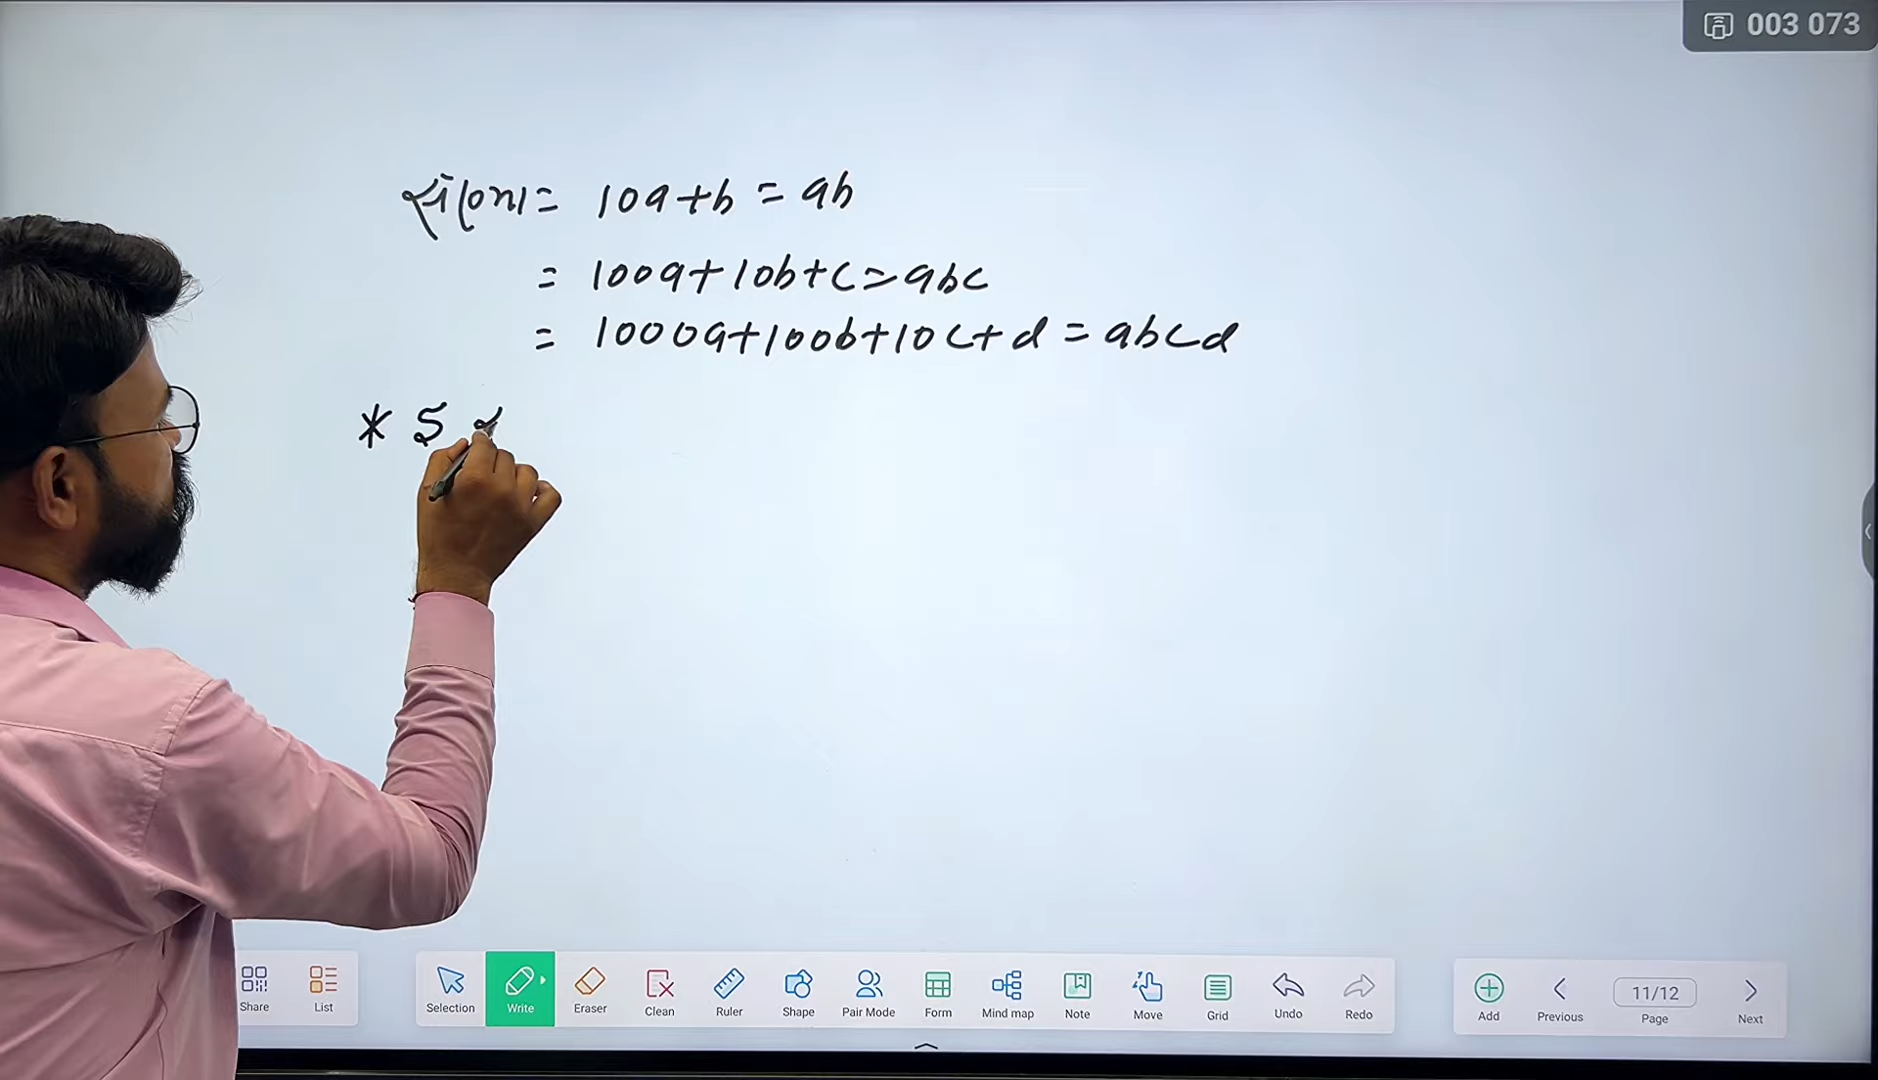 003 073
संख्या = 10a+b = ab
= 100a+10b+c=abc
= 1000a+100b+10c+d = abcd
* 5
Share List Selection Write Eraser Clean Ruler Shape Pair Mode Form Mind map Note Move Grid Undo Redo Add Previous 11/12 Page Next